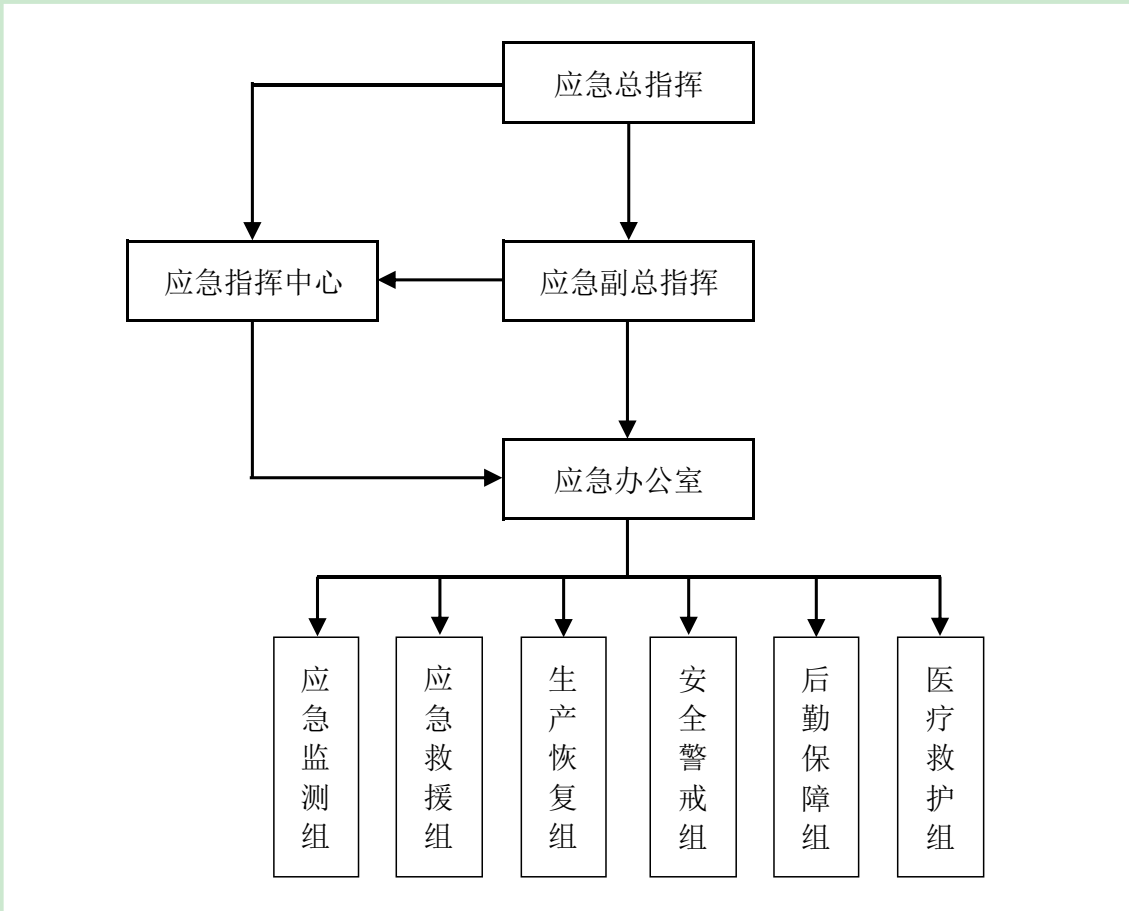 应急总指挥
应急指挥中心
应急副总指挥
应急办公室
应急监测组
应急救援组
生产恢复组
安全警戒组
后勤保障组
医疗救护组